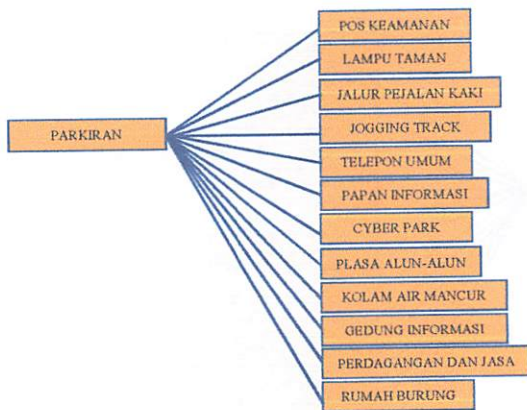 POS KEAMANAN
LAMPU TAMAN
JALUR PEJALAN KAKI
PARKIRAN
JOGGING TRACK
TELEPON UMUM
PAPAN INFORMASI
CYBER PARK
PLASA ALUN-ALUN
KOLAM AIR MANCUR
GEDUNG INFORMASI
PERDAGANGAN DAN JASA
RUMAH BURUNG